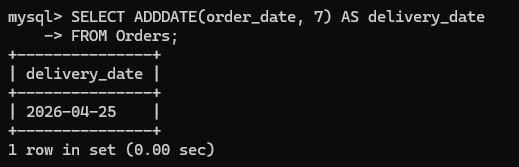 mysql> SELECT ADDDATE(order_date, 7) AS delivery_date
    -> FROM Orders;
+---------------+
| delivery_date |
+---------------+
| 2026-04-25    |
+---------------+
1 row in set (0.00 sec)